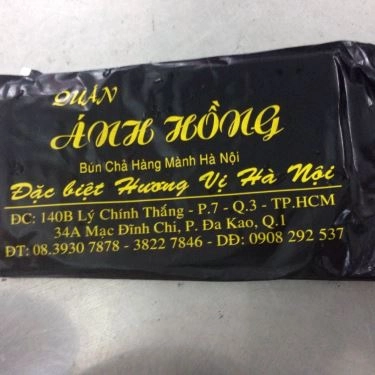 QUÁN
ÁNH HỒNG
Bún Chả Hàng Mành Hà Nội
Đặc biệt Hương Vị Hà Nội
ĐC: 140B Lý Chính Thắng - P.7 - Q.3 - TP.HCM
34A Mạc Đĩnh Chi, P. Đa Kao, Q.1
ĐT: 08.3930 7878 - 3822 7846 - DĐ: 0908 292 537